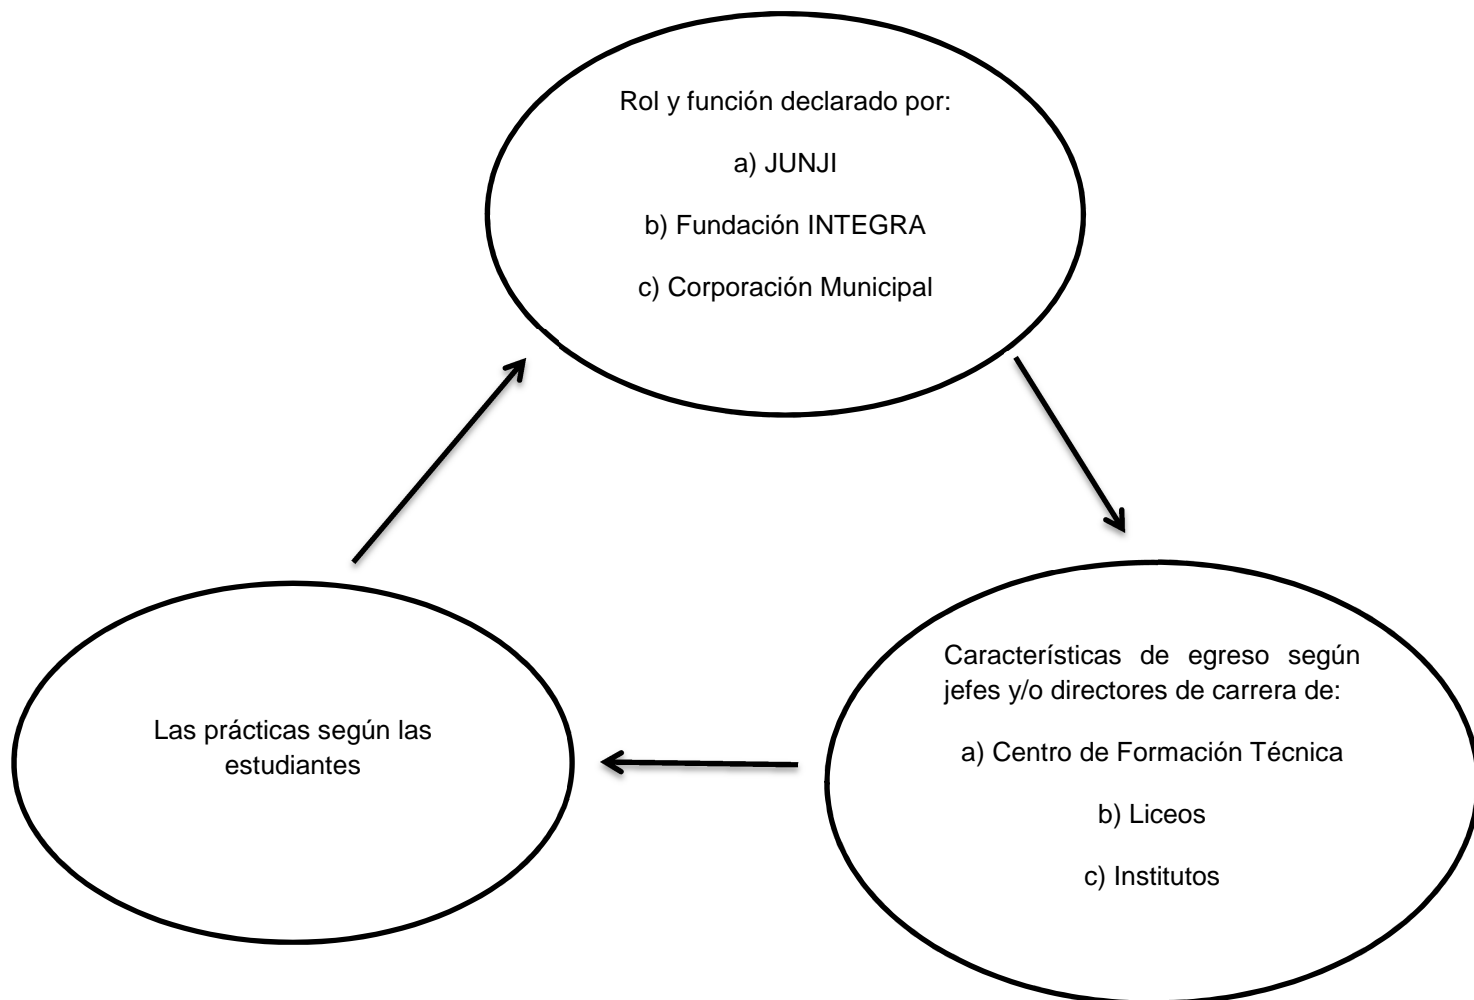 Rol y función declarado por:
a) JUNJI
b) Fundación INTEGRA
c) Corporación Municipal
Características de egreso según
jefes y/o directores de carrera de:
a) Centro de Formación Técnica
b) Liceos
c) Institutos
Las prácticas según las
estudiantes